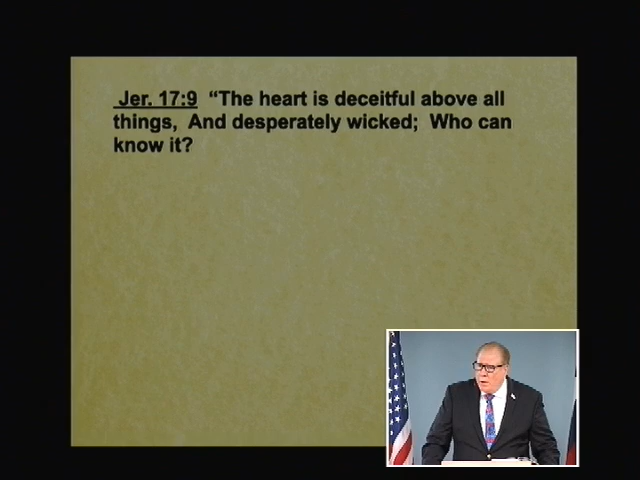 Jer. 17:9 “The heart is deceitful above all
things, And desperately wicked; Who can
know it?